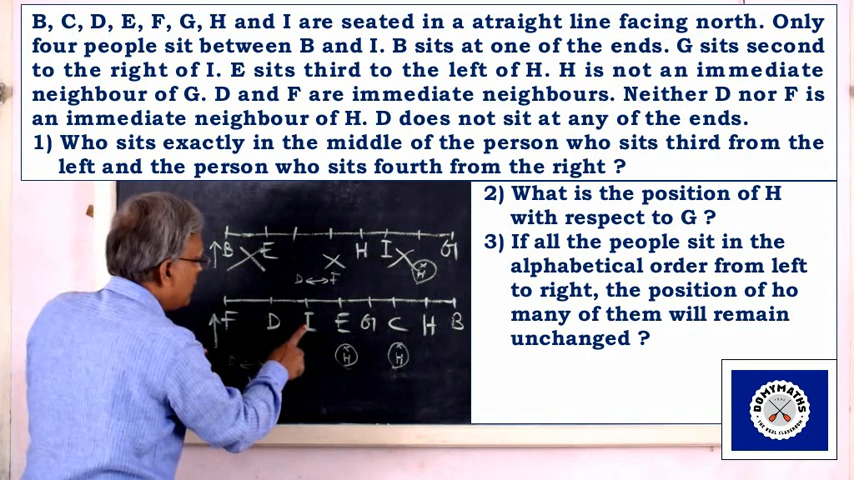 B, C, D, E, F, G, H and I are seated in a atraight line facing north. Only
four people sit between B and I. B sits at one of the ends. G sits second
to the right of I. E sits third to the left of H. H is not an immediate
neighbour of G. D and F are immediate neighbours. Neither D nor F is
an immediate neighbour of H. D does not sit at any of the ends.
1) Who sits exactly in the middle of the person who sits third from the
left and the person who sits fourth from the right ?
2) What is the position of H
with respect to G ?
3) If all the people sit in the
alphabetical order from left
to right, the position of ho
many of them will remain
unchanged ?
B E H I G
H
D ↔ F
F D I E G C H B
H H
DOMYMATHS
THE REAL CLASSROOM